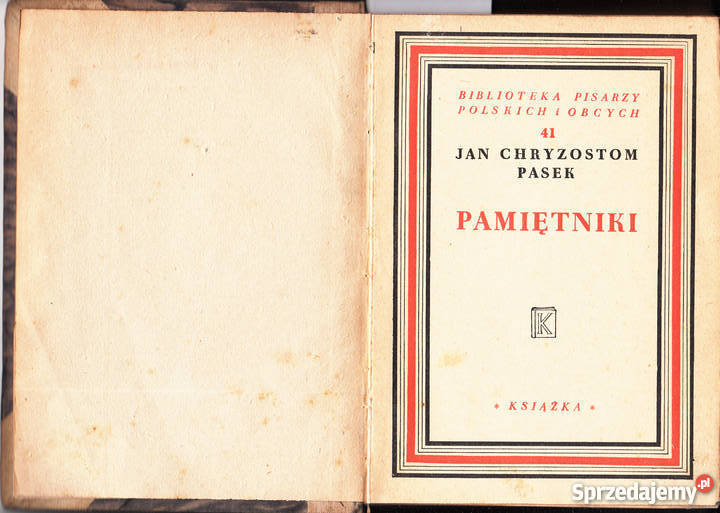 BIBLIOTEKA PISARZY
POLSKICH i OBCYCH
41
JAN CHRYZOSTOM
PASEK
PAMIĘTNIKI
K
* KSIĄŻKA *
Sprzedajemy.pl